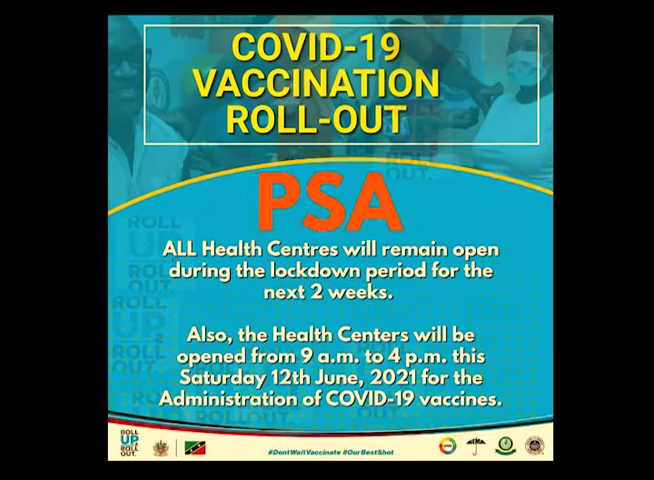 COVID-19
VACCINATION
ROLL-OUT
PSA
ALL Health Centres will remain open
during the lockdown period for the
next 2 weeks.
Also, the Health Centers will be
opened from 9 a.m. to 4 p.m. this
Saturday 12th June, 2021 for the
Administration of COVID-19 vaccines.
ROLL
UP
ROLL
OUT.
#DontWaitVaccinate #OurBestShot